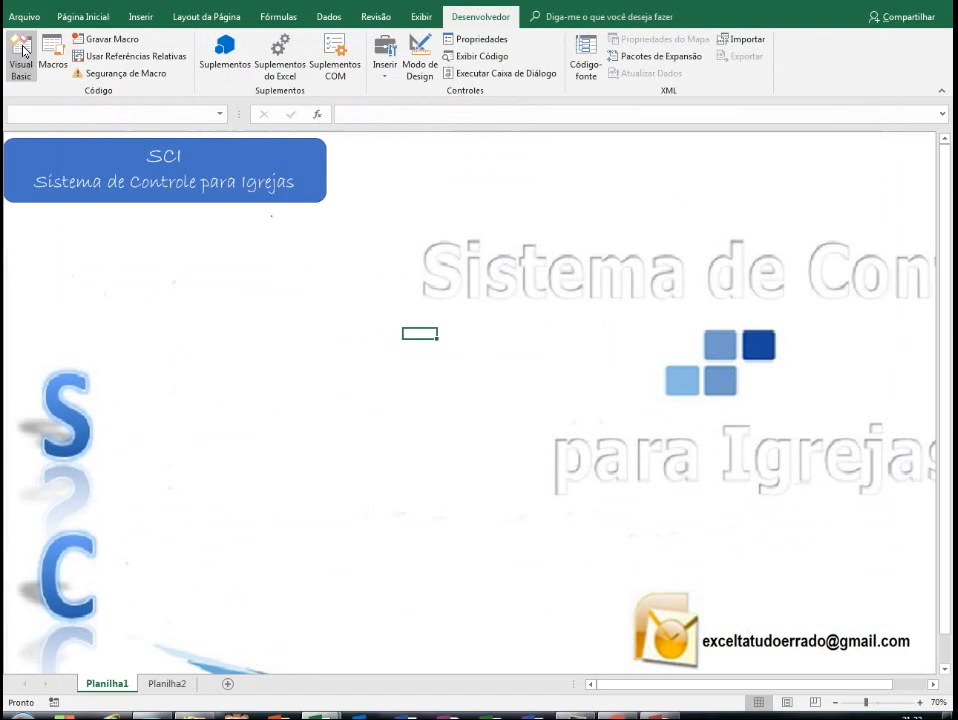 Arquivo Página Inicial Inserir Layout da Página Fórmulas Dados Revisão Exibir Desenvolvedor Diga-me o que você deseja fazer Compartilhar
Visual Basic
Macros
Gravar Macro
Usar Referências Relativas
Segurança de Macro
Código
Suplementos
Suplementos do Excel
Suplementos COM
Suplementos
Inserir
Modo de Design
Propriedades
Exibir Código
Executar Caixa de Diálogo
Controles
Código-fonte
Propriedades do Mapa
Pacotes de Expansão
Atualizar Dados
Importar
Exportar
XML
fx
SCI
Sistema de Controle para Igrejas
Sistema de Con
para Igrejas
S
C
exceltatudoerrado@gmail.com
Planilha1 Planilha2
Pronto
70%